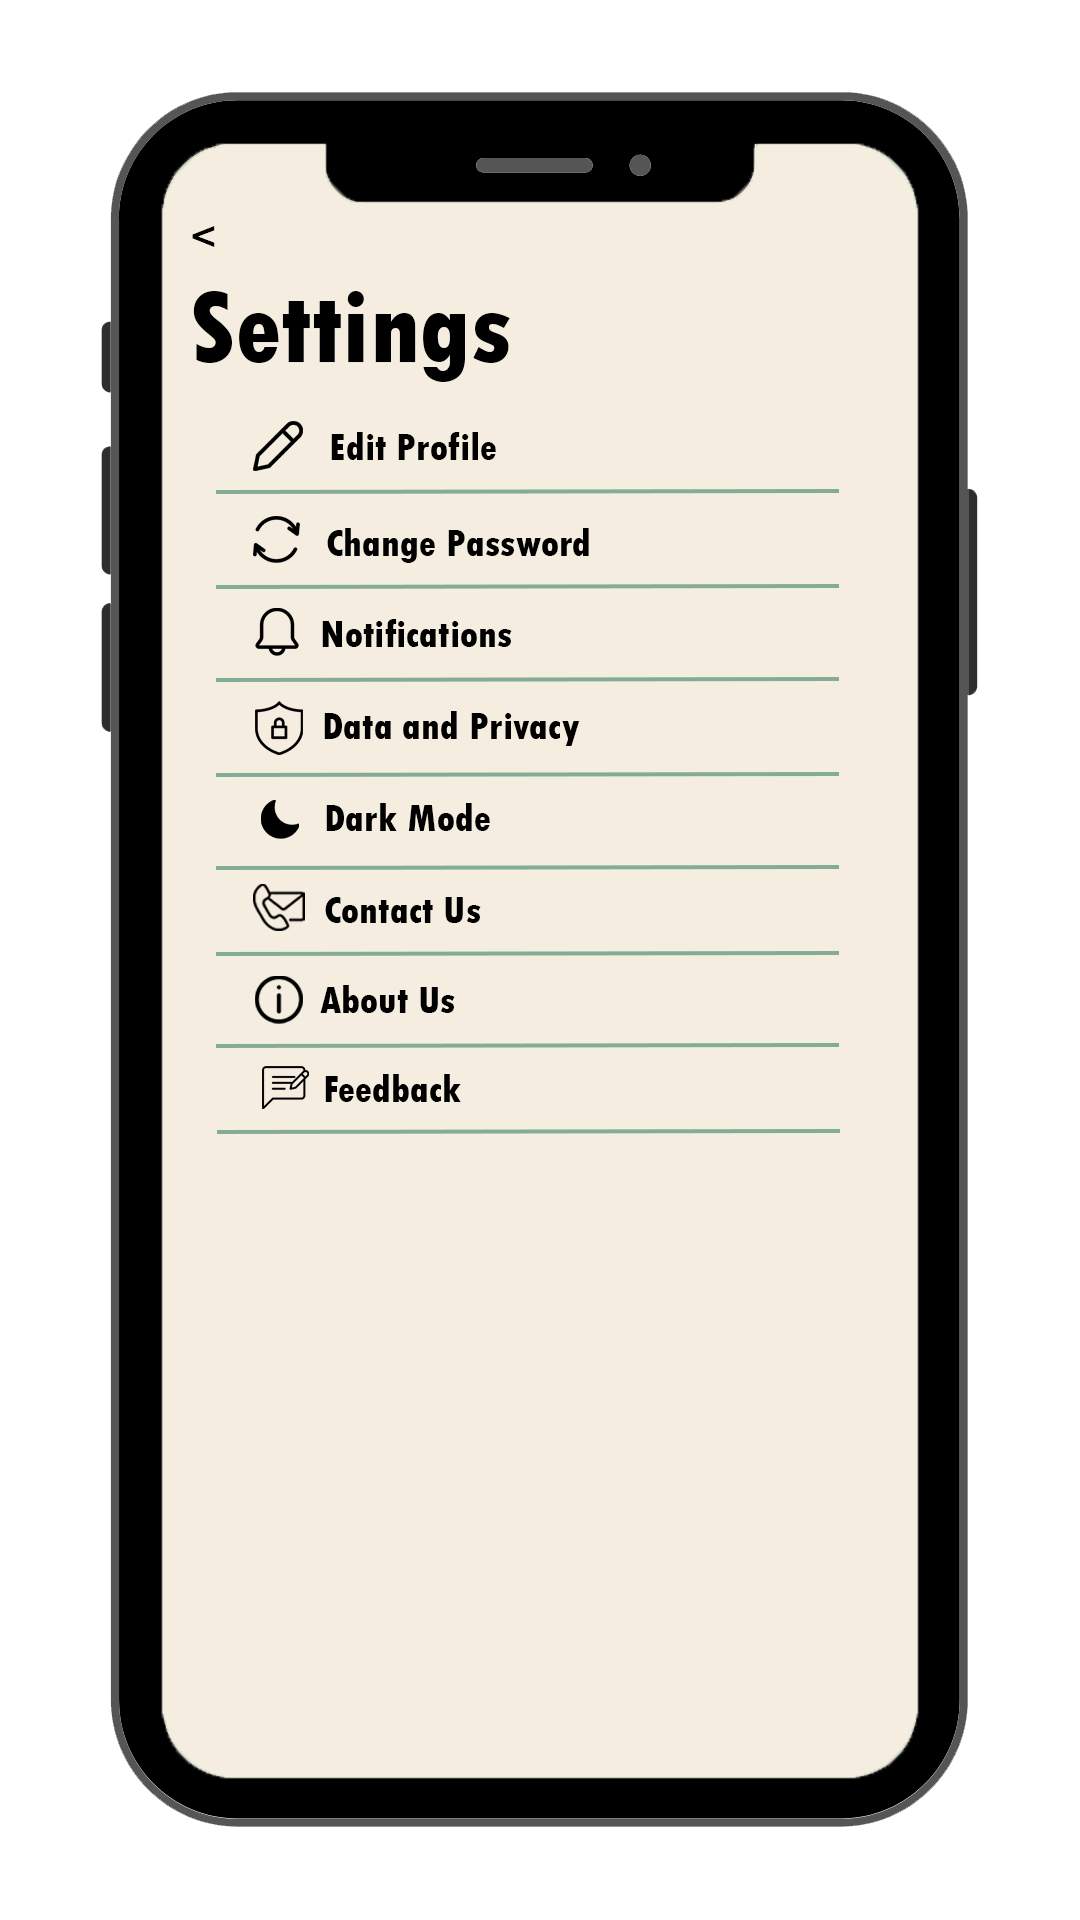 <
Settings
Edit Profile
Change Password
Notifications
Data and Privacy
Dark Mode
Contact Us
About Us
Feedback